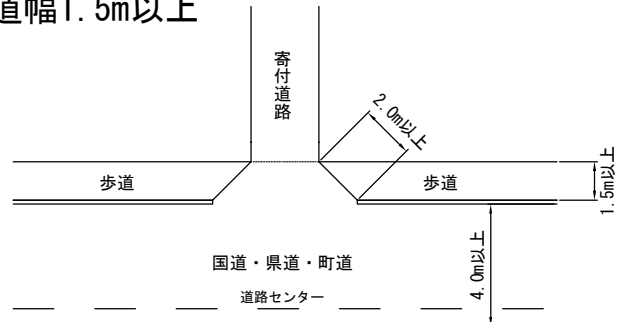 道幅1.5m以上
寄付道路
2.0m以上
歩道
歩道
1.5m以上
国道・県道・町道
4.0m以上
道路センター